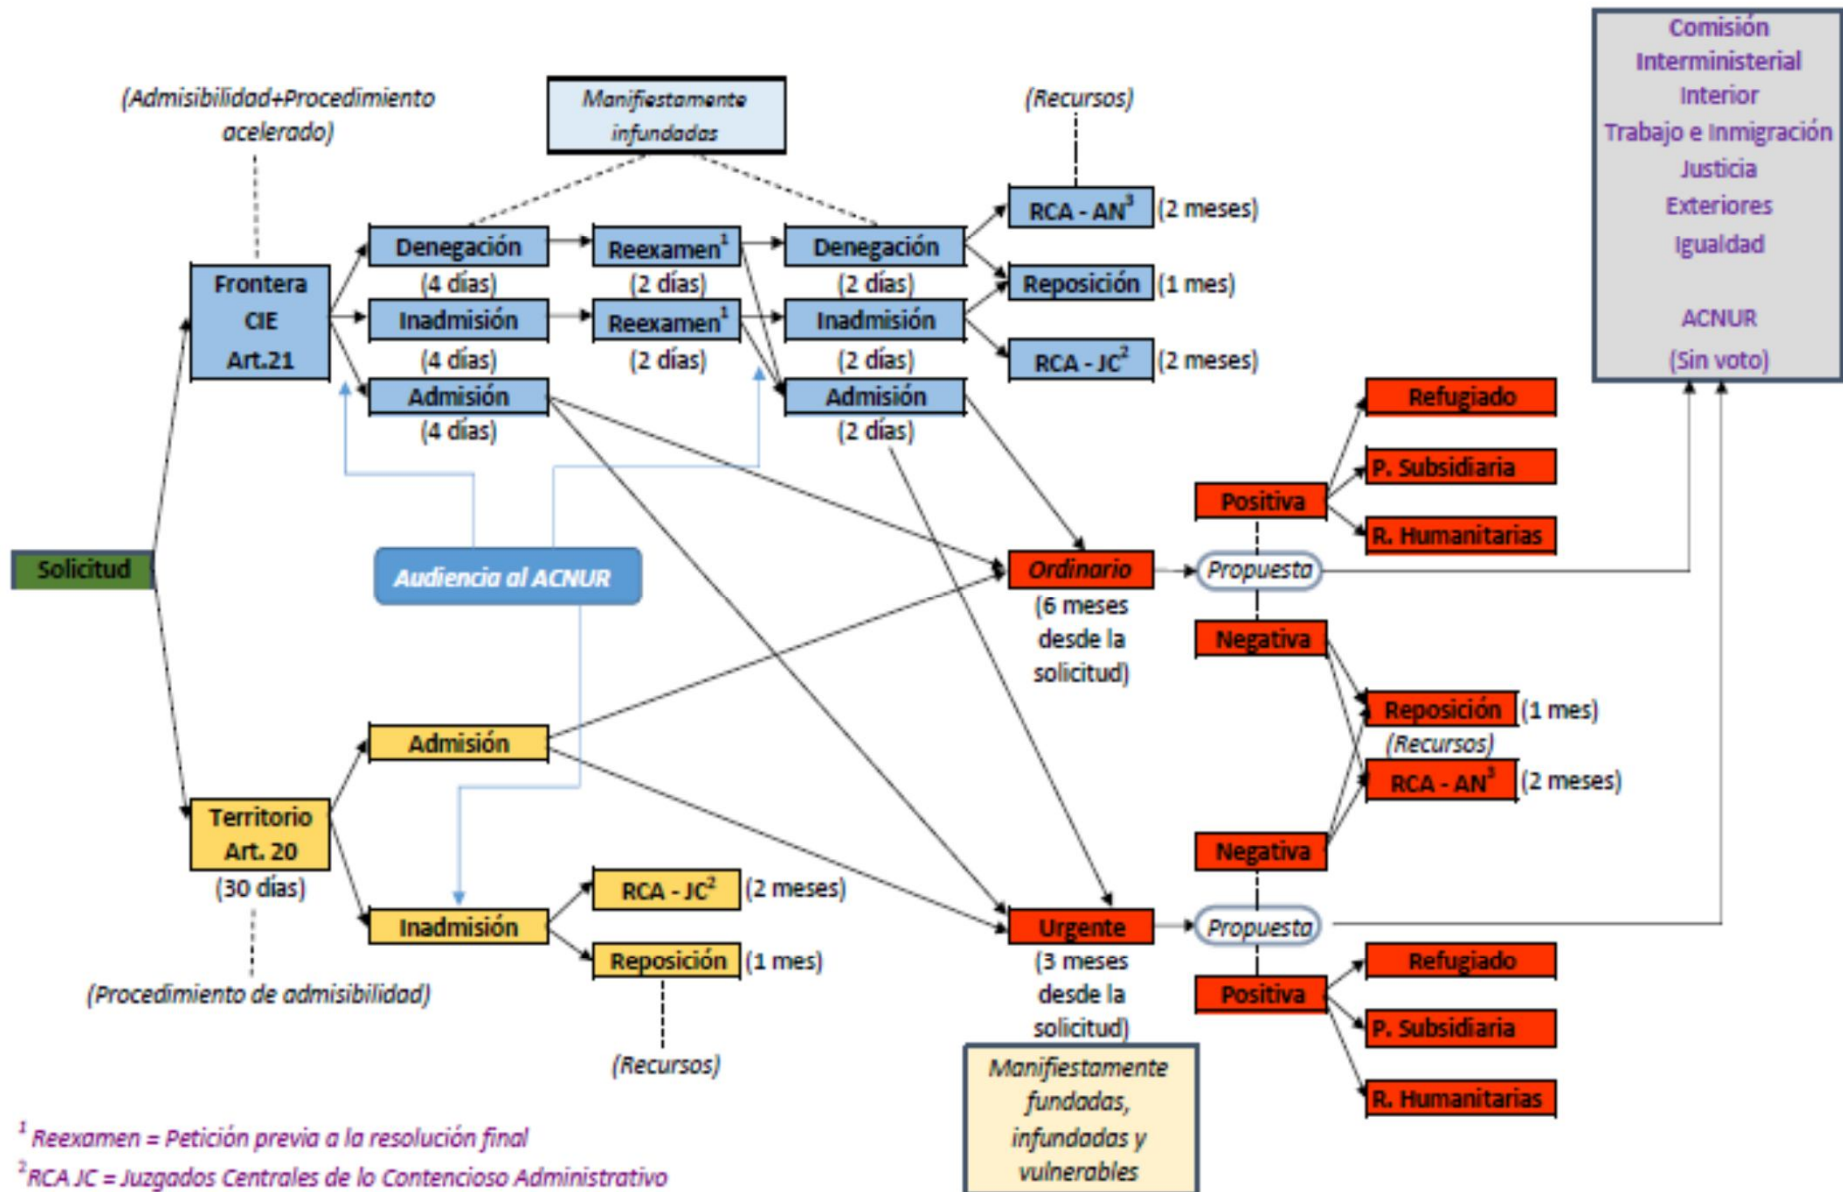 Comisión
Interministerial
Interior
Trabajo e Inmigración
Justicia
Exteriores
Igualdad
ACNUR
(Sin voto)
(Admisibilidad+Procedimiento
acelerado)
Manifiestamente
infundadas
(Recursos)
Frontera
CIE
Art.21
Denegación
(4 días)
Reexamen¹
(2 días)
Denegación
(2 días)
RCA - AN³ (2 meses)
Inadmisión
(4 días)
Reexamen¹
(2 días)
Inadmisión
(2 días)
Reposición (1 mes)
Admisión
(4 días)
Admisión
(2 días)
RCA - JC² (2 meses)
Solicitud
Audiencia al ACNUR
Ordinario
(6 meses
desde la
solicitud)
Propuesta
Positiva
Refugiado
P. Subsidiaria
R. Humanitarias
Negativa
Reposición (1 mes)
(Recursos)
RCA - AN³ (2 meses)
Territorio
Art. 20
(30 días)
(Procedimiento de admisibilidad)
Admisión
Inadmisión
RCA - JC² (2 meses)
Reposición (1 mes)
(Recursos)
Negativa
Urgente
(3 meses
desde la
solicitud)
Propuesta
Positiva
Refugiado
P. Subsidiaria
R. Humanitarias
Manifiestamente
fundadas,
infundadas y
vulnerables
¹ Reexamen = Petición previa a la resolución final
²RCA JC = Juzgados Centrales de lo Contencioso Administrativo